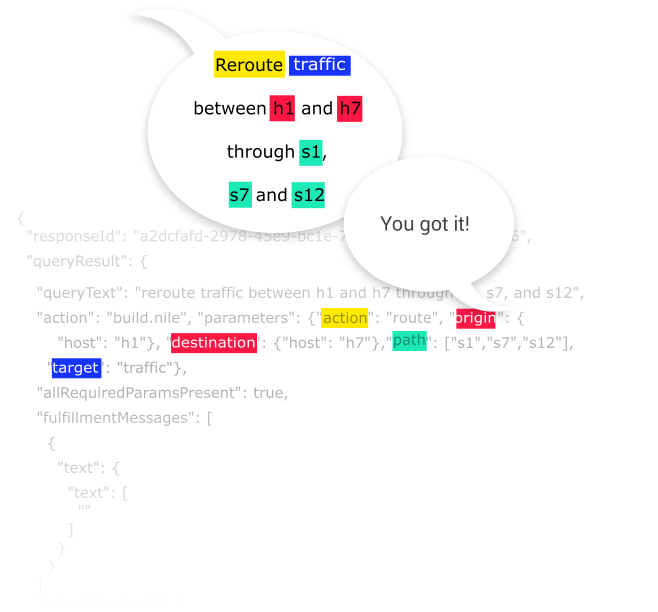 Reroute traffic
between h1 and h7
through s1,
s7 and s12
You got it!
{
"responseId": "a2dcfafd-2978-45e9-bc1e-
"queryResult": {
"queryText": "reroute traffic between h1 and h7 through s7, and s12",
"action": "build.nile", "parameters": {"action": "route", "origin": {
"host": "h1"}, "destination": {"host": "h7"},"path": ["s1","s7","s12"],
"target": "traffic"},
"allRequiredParamsPresent": true,
"fulfillmentMessages": [
{
"text": {
"text": [
""
]
}
}
],